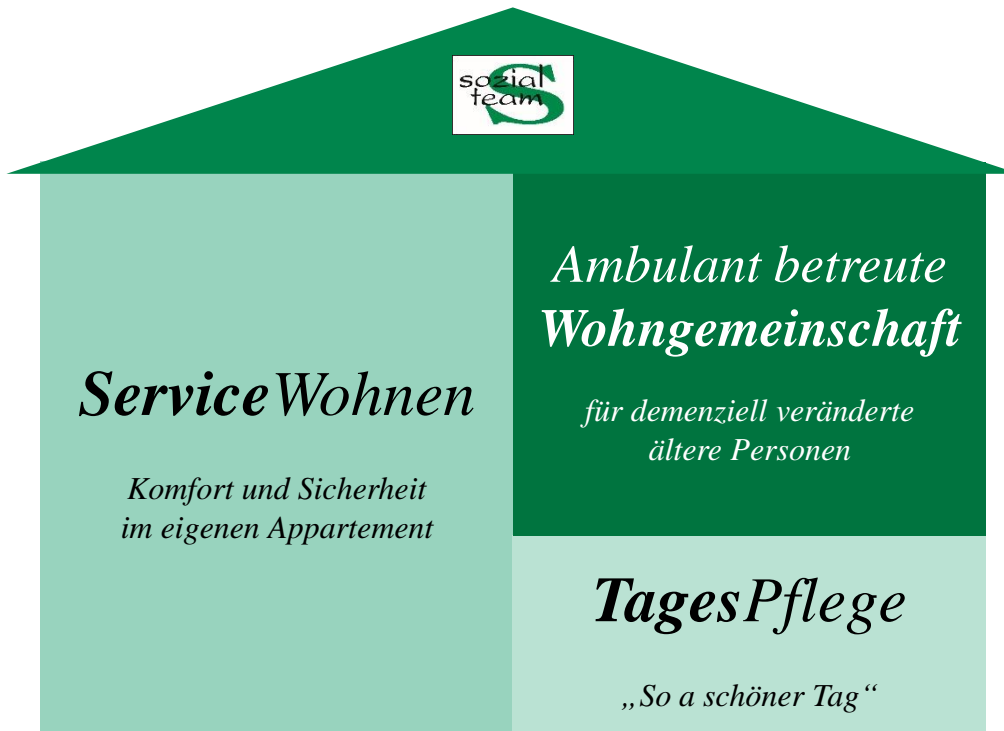 sozial
team
S
ServiceWohnen
Komfort und Sicherheit
im eigenen Appartement
Ambulant betreute
Wohngemeinschaft
für demenziell veränderte
ältere Personen
TagesPflege
„So a schöner Tag“